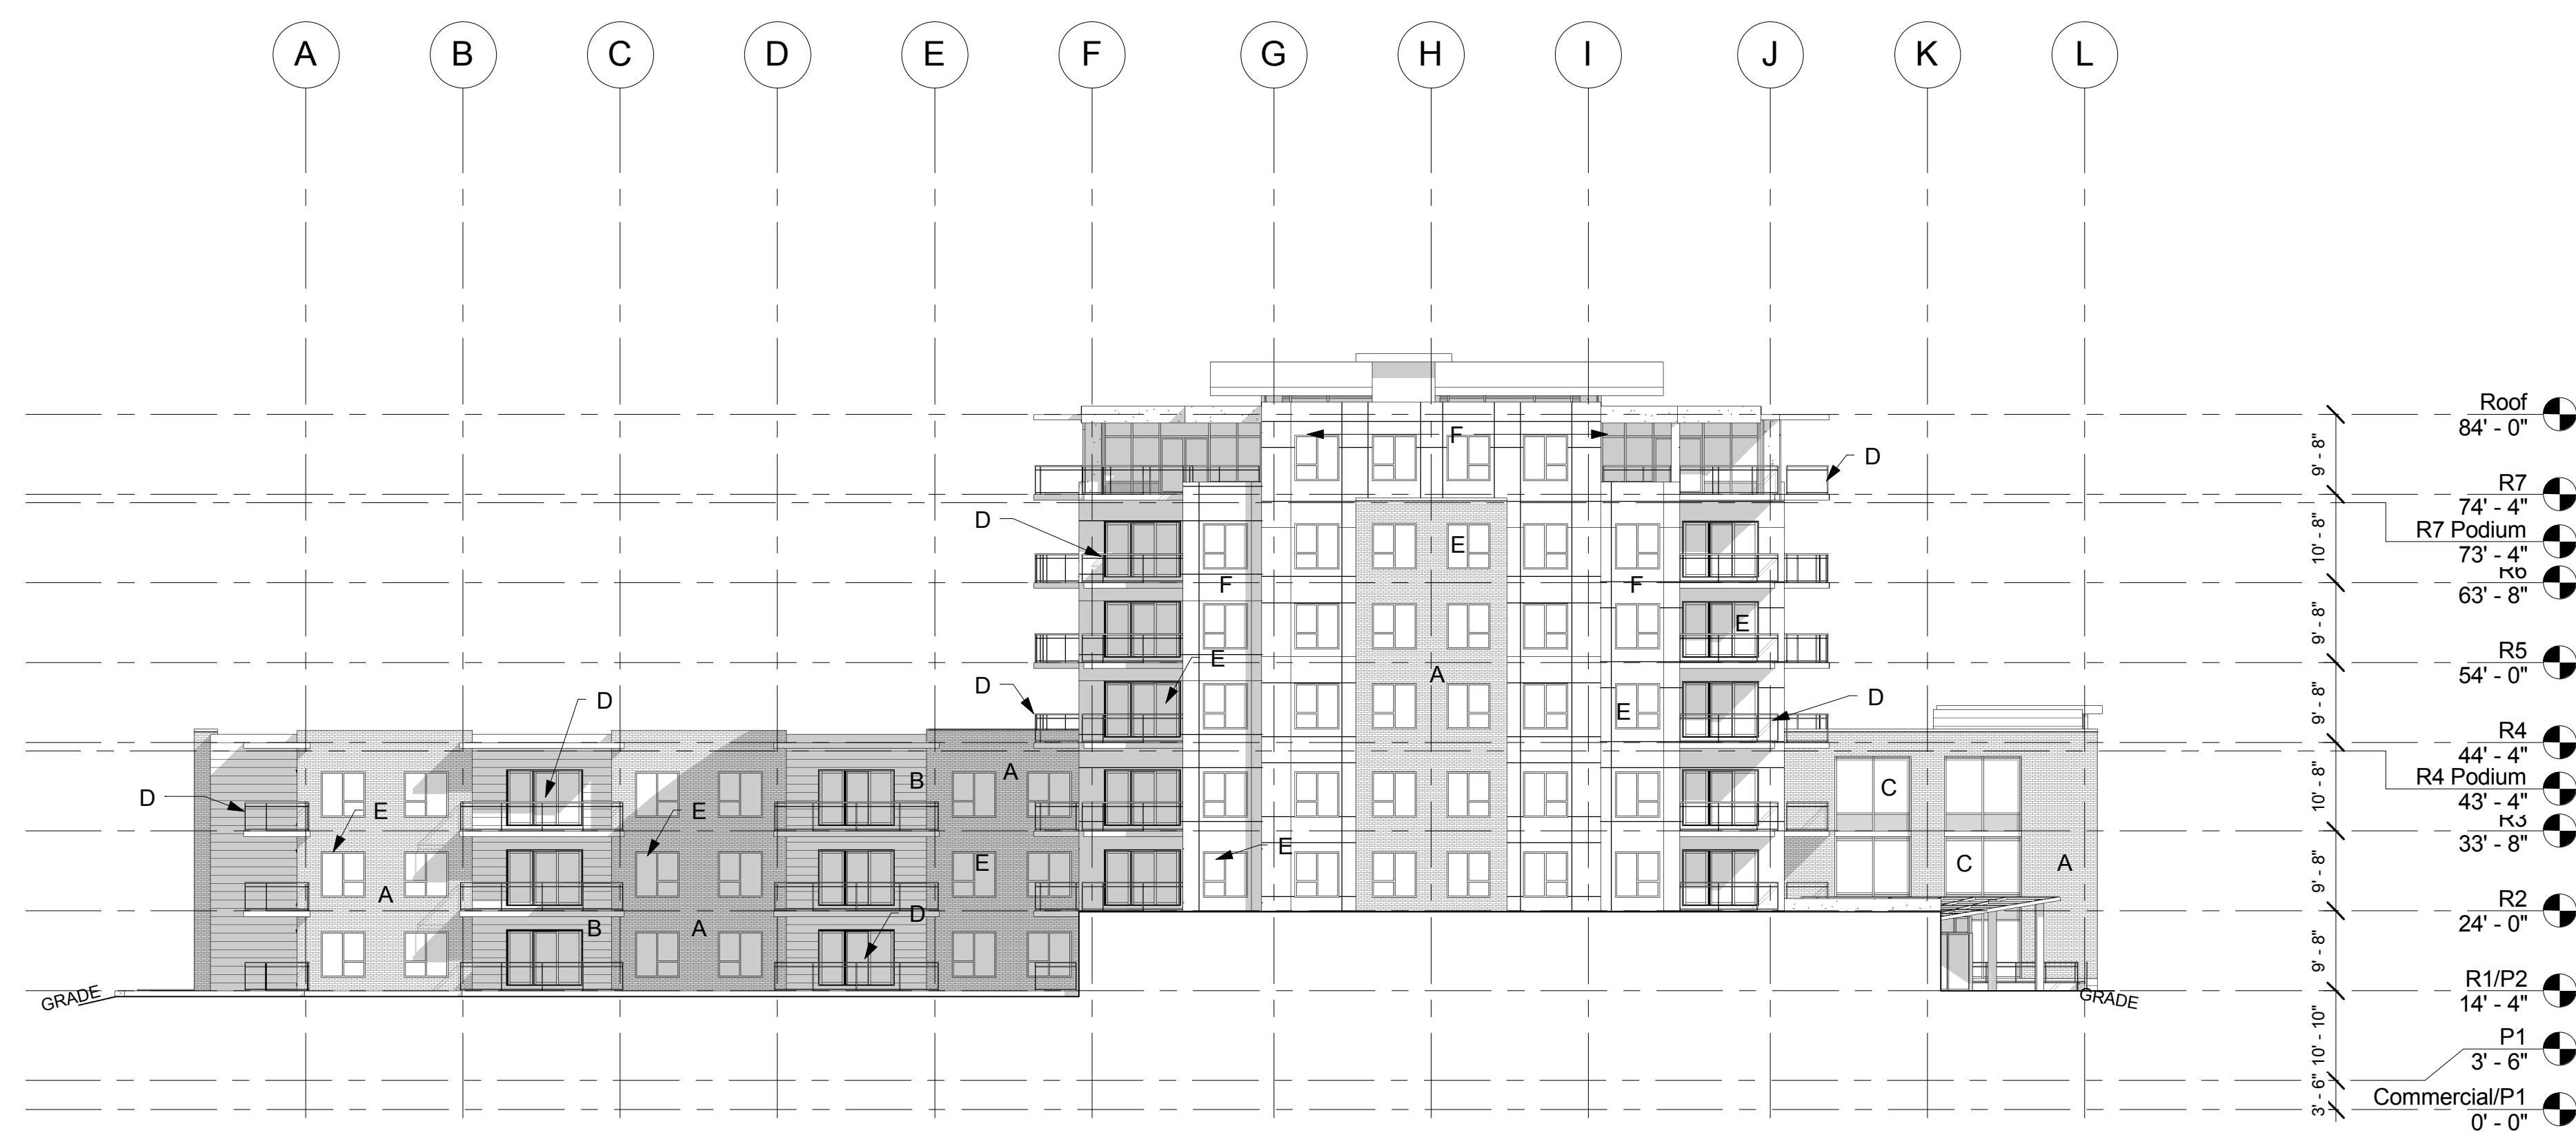 A B C D E F G H I J K L
Roof
84' - 0"
9' - 8"
F
D
R7
74' - 4"
D
R7 Podium
73' - 4"
10' - 8"
E
R6
63' - 8"
F
F
9' - 8"
E
R5
54' - 0"
E
A
D
D
D
E
9' - 8"
R4
44' - 4"
A
B
C
R4 Podium
43' - 4"
10' - 8"
D
E
E
R3
33' - 8"
E
E
C
A
9' - 8"
A
R2
24' - 0"
D
B
A
9' - 8"
R1/P2
14' - 4"
GRADE
GRADE
10' - 10"
P1
3' - 6"
3' - 6"
Commercial/P1
0' - 0"